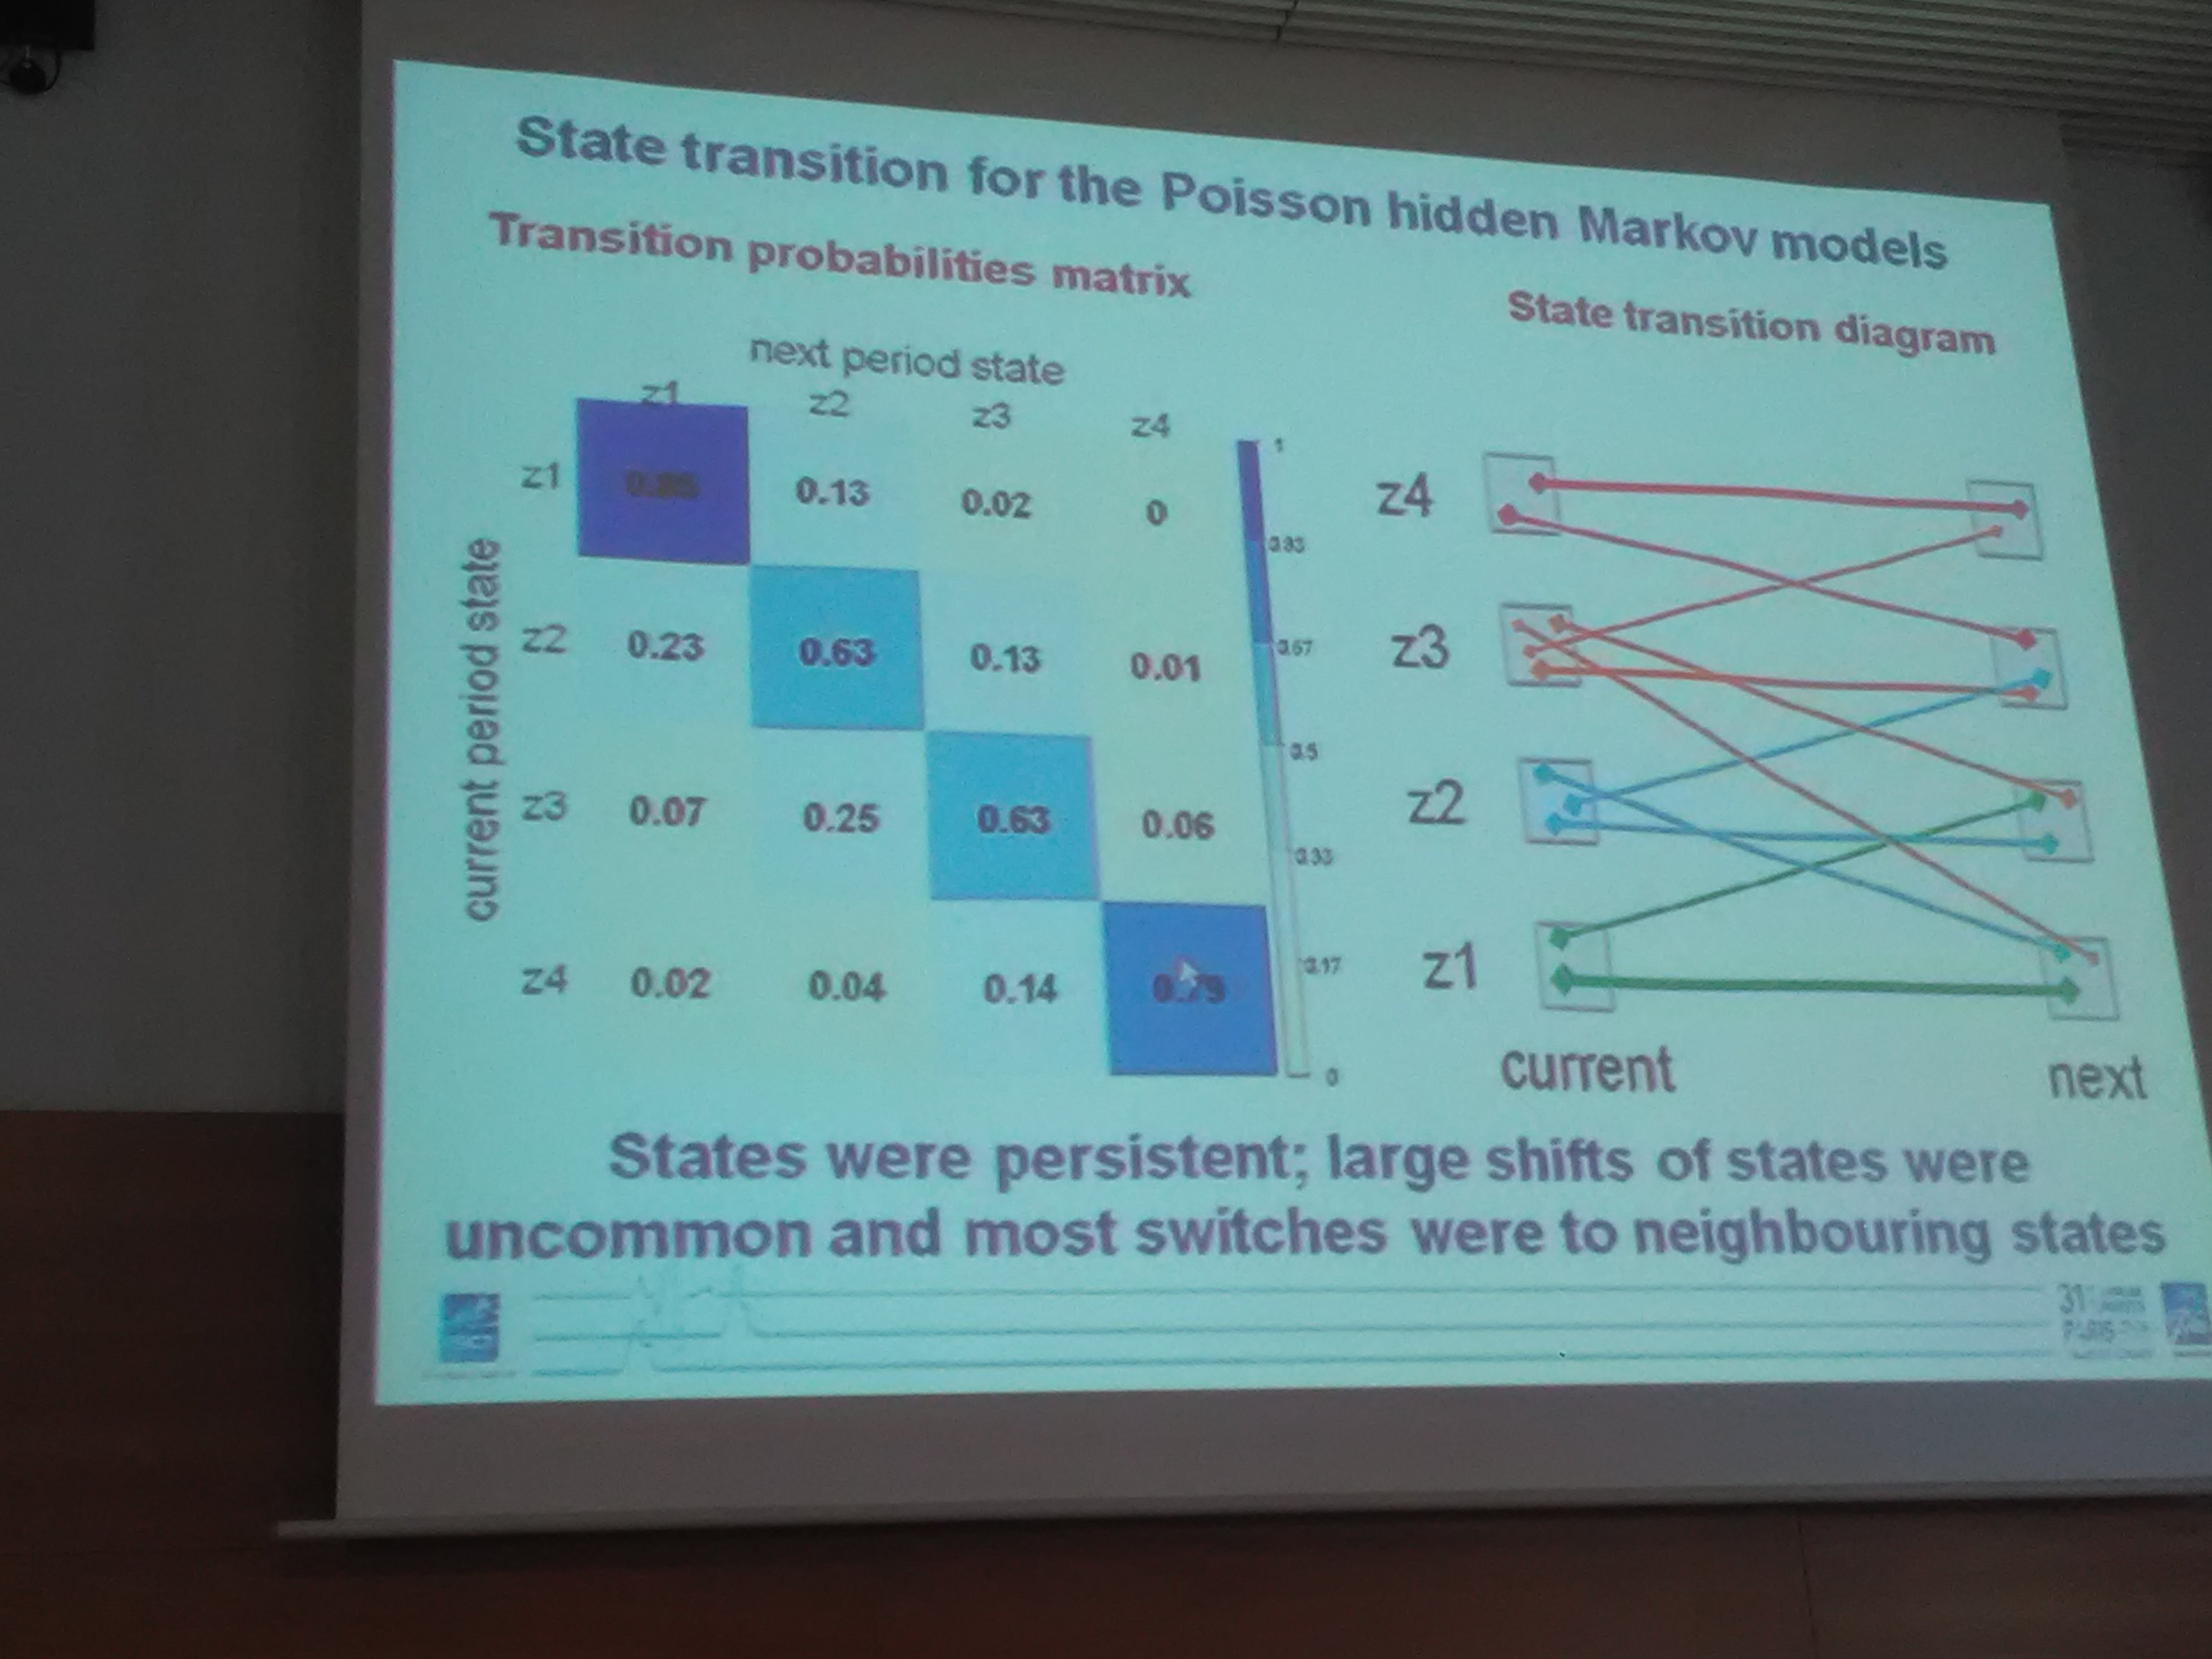 State transition for the Poisson hidden Markov models
Transition probabilities matrix
State transition diagram
next period state
z1 z2 z3 z4
current period state
z1 0.85 0.13 0.02 0
z2 0.23 0.63 0.13 0.01
z3 0.07 0.25 0.63 0.06
z4 0.02 0.04 0.14 0.79
1
0.83
0.67
0.5
0.33
0.17
0
z4
z3
z2
z1
current next
States were persistent; large shifts of states were
uncommon and most switches were to neighbouring states
31